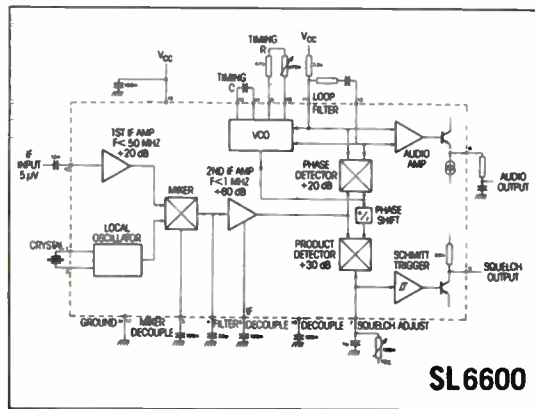 TIMING
R
VCC
VCC
TIMING
C
LOOP
FILTER
1ST IF AMP
F< 50 MHZ
+20 dB
VCO
IF
INPUT
5 µV
2ND IF AMP
F<1 MHZ
+60 dB
AUDIO
AMP
MIXER
PHASE
DETECTOR
+20 dB
AUDIO
OUTPUT
LOCAL
OSCILLATOR
PHASE
SHIFT
CRYSTAL
PRODUCT
DETECTOR
+30 dB
SCHMITT
TRIGGER
SQUELCH
OUTPUT
GROUND
MIXER
DECOUPLE
FILTER
IF
DECOUPLE
DECOUPLE
SQUELCH ADJUST
SL6600